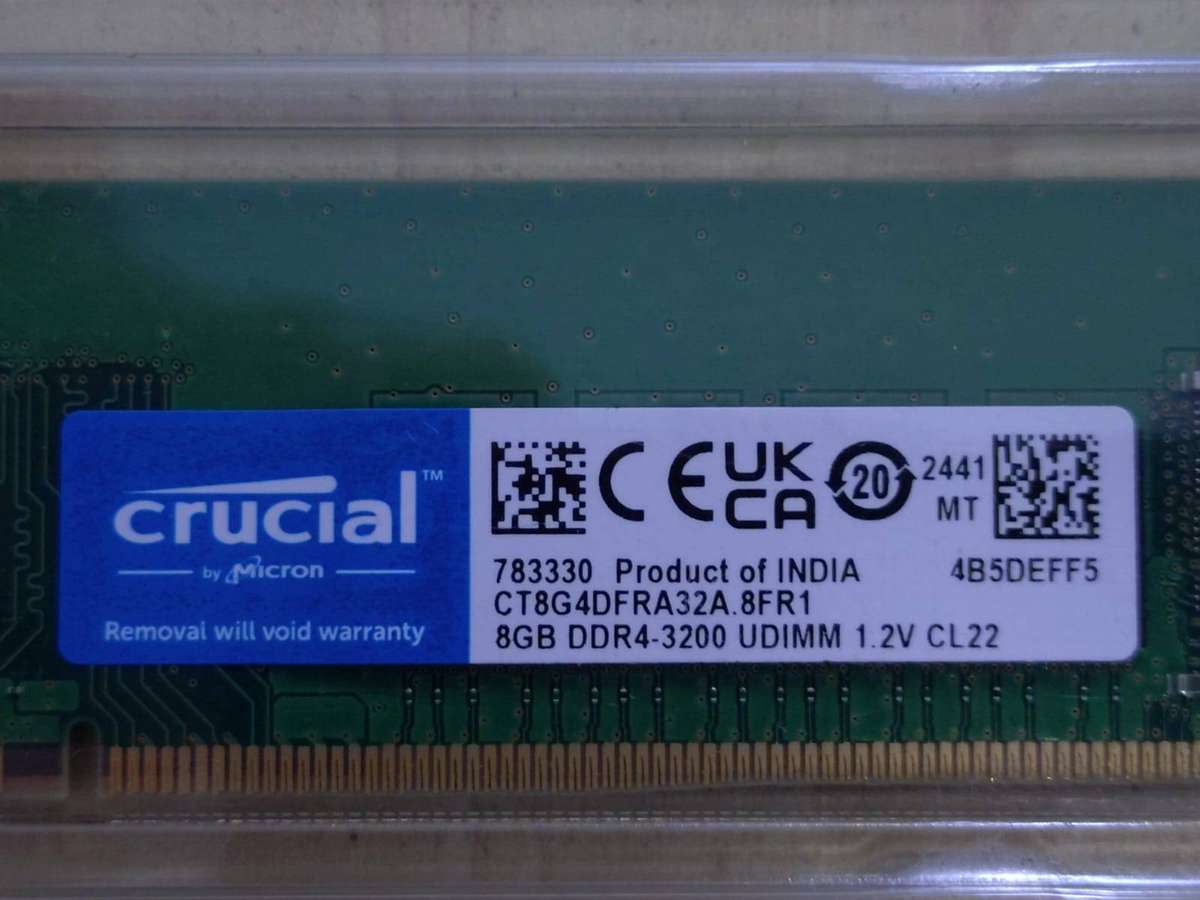 crucial™
by Micron
Removal will void warranty
CE UK CA 20 2441
MT
783330 Product of INDIA 4B5DEFF5
CT8G4DFRA32A.8FR1
8GB DDR4-3200 UDIMM 1.2V CL22